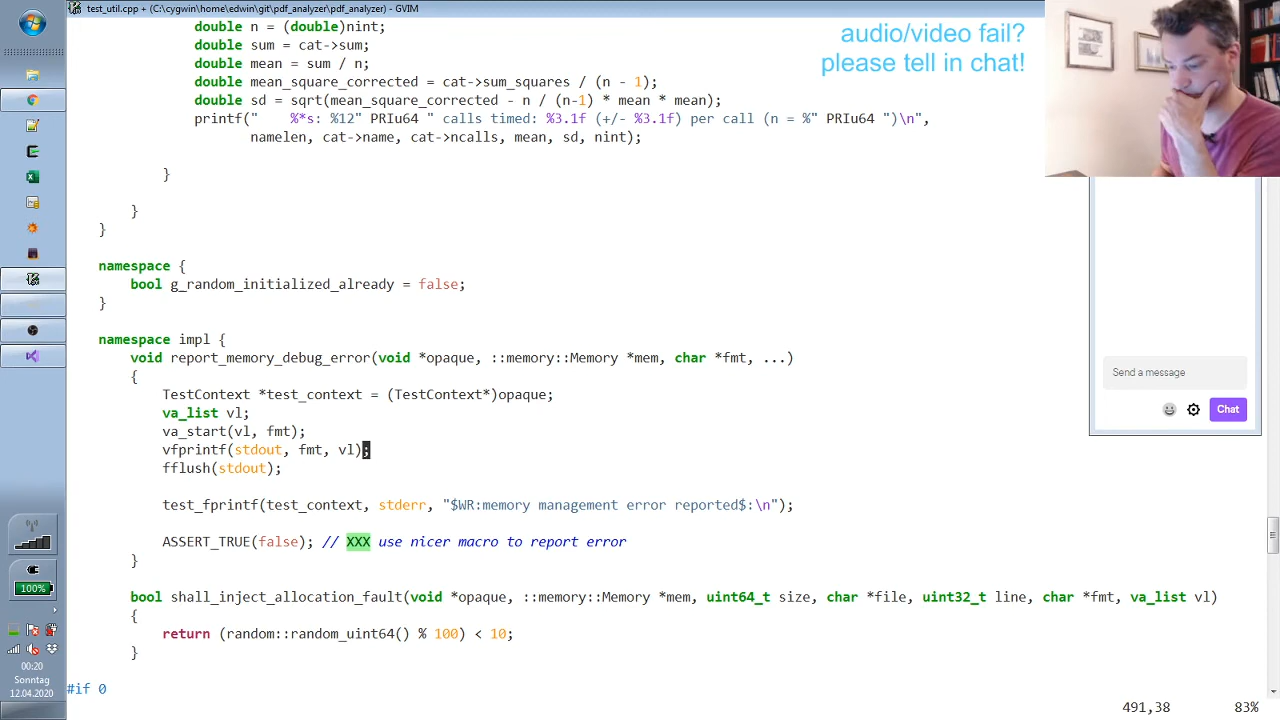 test_util.cpp + (C:\cygwin\home\edwin\git\pdf_analyzer\pdf_analyzer) - GVIM
double n = (double)nint;
double sum = cat->sum;
double mean = sum / n;
double mean_square_corrected = cat->sum_squares / (n - 1);
double sd = sqrt(mean_square_corrected - n / (n-1) * mean * mean);
printf("    %*s: %12" PRIu64 " calls timed: %3.1f (+/- %3.1f) per call (n = %" PRIu64 ")\n",
namelen, cat->name, cat->ncalls, mean, sd, nint);
}
}
}
namespace {
bool g_random_initialized_already = false;
}
namespace impl {
void report_memory_debug_error(void *opaque, ::memory::Memory *mem, char *fmt, ...)
{
TestContext *test_context = (TestContext*)opaque;
va_list vl;
va_start(vl, fmt);
vfprintf(stdout, fmt, vl);
fflush(stdout);
test_fprintf(test_context, stderr, "$WR:memory management error reported$:\n");
ASSERT_TRUE(false); // XXX use nicer macro to report error
}
bool shall_inject_allocation_fault(void *opaque, ::memory::Memory *mem, uint64_t size, char *file, uint32_t line, char *fmt, va_list vl)
{
return (random::random_uint64() % 100) < 10;
}
#if 0
491,38 83%
audio/video fail?
please tell in chat!
Send a message
Chat
100%
00:20
Sonntag
12.04.2020